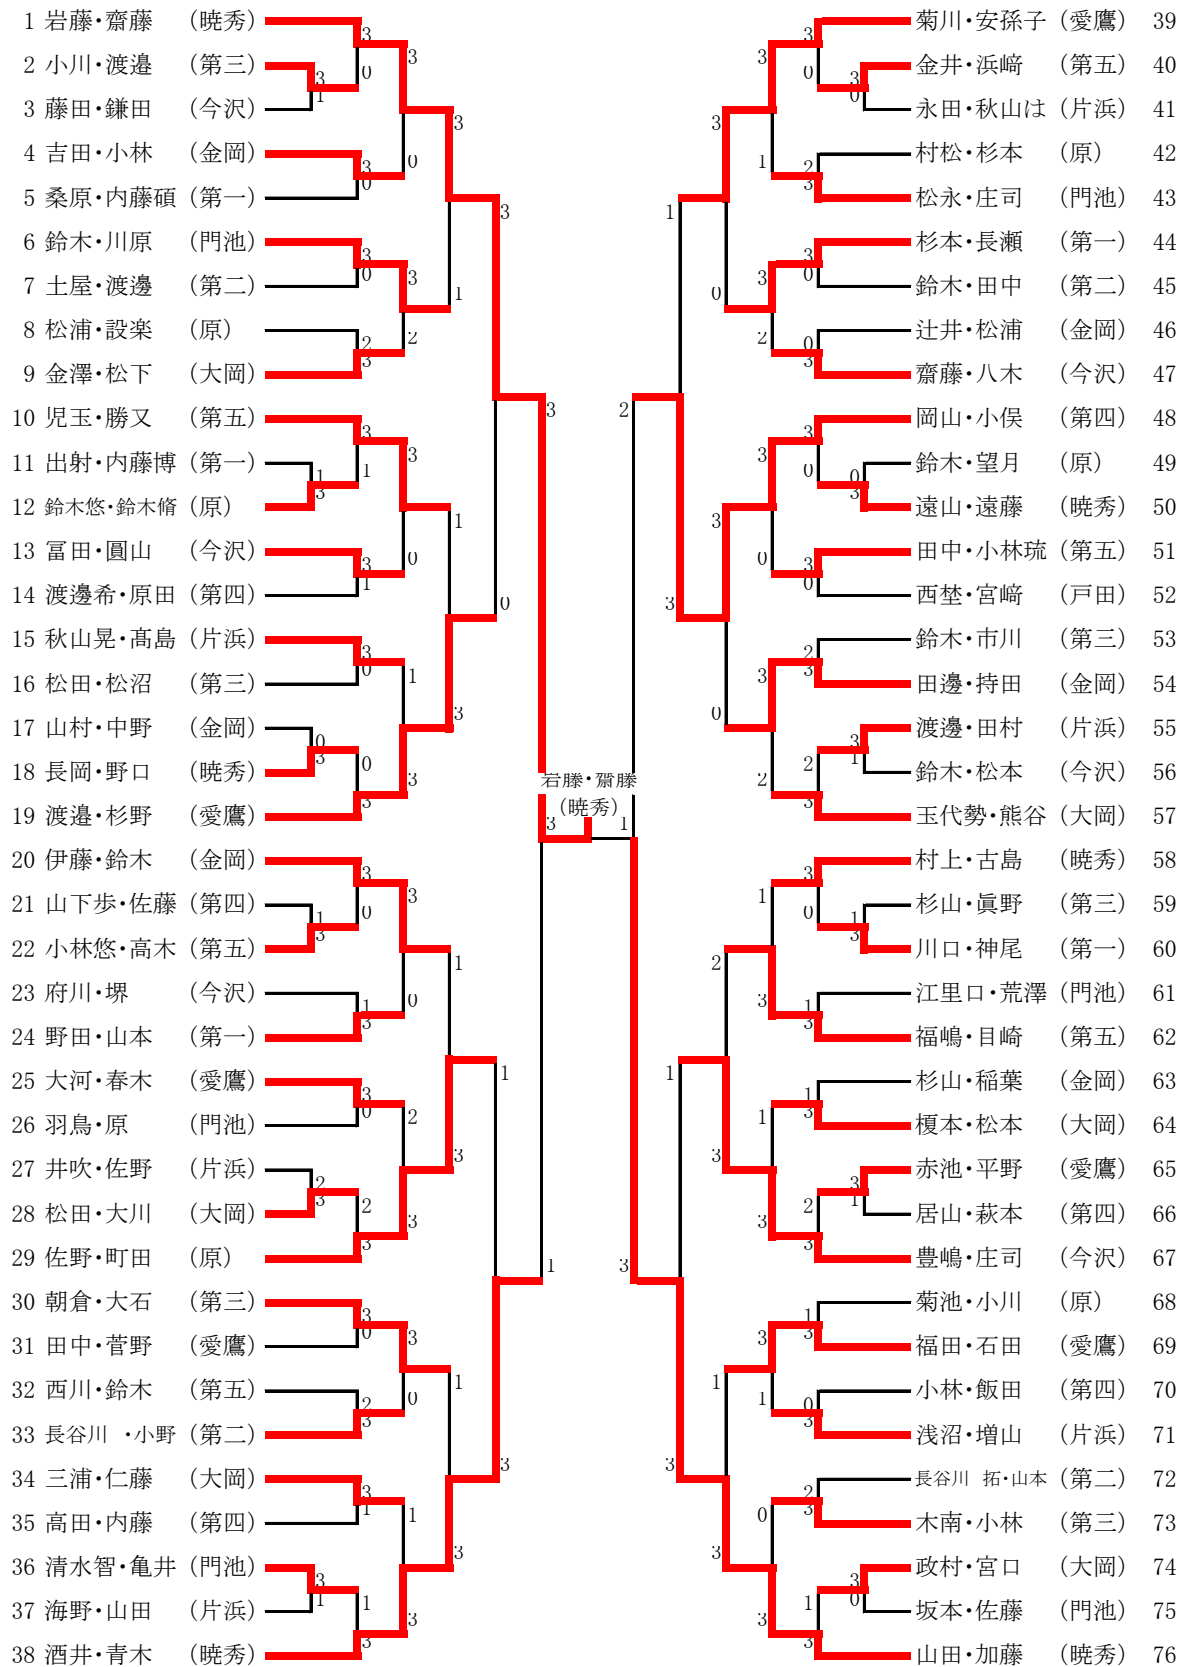 1 岩藤・齋藤 (暁秀)
2 小川・渡邉 (第三)
3 藤田・鎌田 (今沢)
4 吉田・小林 (金岡)
5 桑原・内藤碩 (第一)
6 鈴木・川原 (門池)
7 土屋・渡邊 (第二)
8 松浦・設楽 (原)
9 金澤・松下 (大岡)
10 児玉・勝又 (第五)
11 出射・内藤博 (第一)
12 鈴木悠・鈴木脩 (原)
13 冨田・圓山 (今沢)
14 渡邊希・原田 (第四)
15 秋山晃・髙島 (片浜)
16 松田・松沼 (第三)
17 山村・中野 (金岡)
18 長岡・野口 (暁秀)
19 渡邉・杉野 (愛鷹)
20 伊藤・鈴木 (金岡)
21 山下歩・佐藤 (第四)
22 小林悠・高木 (第五)
23 府川・堺 (今沢)
24 野田・山本 (第一)
25 大河・春木 (愛鷹)
26 羽鳥・原 (門池)
27 井吹・佐野 (片浜)
28 松田・大川 (大岡)
29 佐野・町田 (原)
30 朝倉・大石 (第三)
31 田中・菅野 (愛鷹)
32 西川・鈴木 (第五)
33 長谷川 ・小野 (第二)
34 三浦・仁藤 (大岡)
35 高田・内藤 (第四)
36 清水智・亀井 (門池)
37 海野・山田 (片浜)
38 酒井・青木 (暁秀)
岩藤・齋藤
(暁秀)
菊川・安孫子 (愛鷹) 39
金井・浜﨑 (第五) 40
永田・秋山は (片浜) 41
村松・杉本 (原) 42
松永・庄司 (門池) 43
杉本・長瀬 (第一) 44
鈴木・田中 (第二) 45
辻井・松浦 (金岡) 46
齋藤・八木 (今沢) 47
岡山・小俣 (第四) 48
鈴木・望月 (原) 49
遠山・遠藤 (暁秀) 50
田中・小林琉 (第五) 51
西埜・宮﨑 (戸田) 52
鈴木・市川 (第三) 53
田邊・持田 (金岡) 54
渡邊・田村 (片浜) 55
鈴木・松本 (今沢) 56
玉代勢・熊谷 (大岡) 57
村上・古島 (暁秀) 58
杉山・眞野 (第三) 59
川口・神尾 (第一) 60
江里口・荒澤 (門池) 61
福嶋・目崎 (第五) 62
杉山・稲葉 (金岡) 63
榎本・松本 (大岡) 64
赤池・平野 (愛鷹) 65
居山・萩本 (第四) 66
豊嶋・庄司 (今沢) 67
菊池・小川 (原) 68
福田・石田 (愛鷹) 69
小林・飯田 (第四) 70
浅沼・増山 (片浜) 71
長谷川 拓・山本 (第二) 72
木南・小林 (第三) 73
政村・宮口 (大岡) 74
坂本・佐藤 (門池) 75
山田・加藤 (暁秀) 76